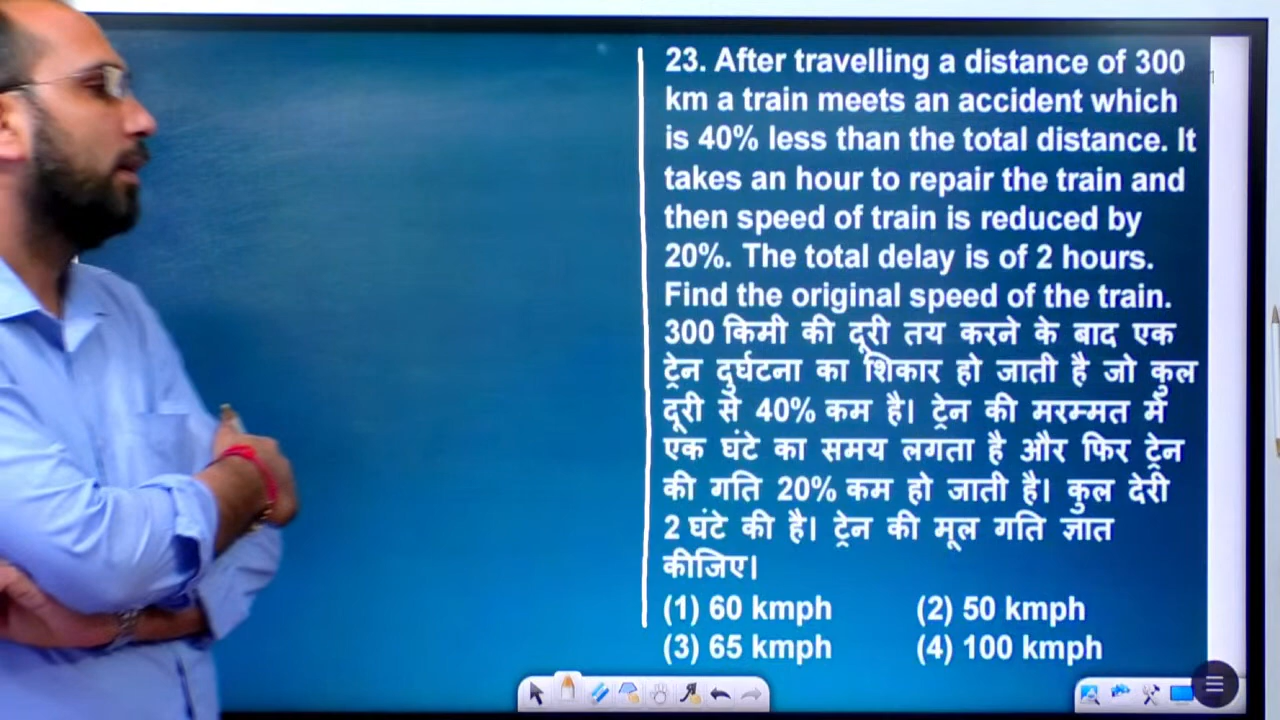 23. After travelling a distance of 300
km a train meets an accident which
is 40% less than the total distance. It
takes an hour to repair the train and
then speed of train is reduced by
20%. The total delay is of 2 hours.
Find the original speed of the train.
300 किमी की दूरी तय करने के बाद एक
ट्रेन दुर्घटना का शिकार हो जाती है जो कुल
दूरी से 40% कम है। ट्रेन की मरम्मत में
एक घंटे का समय लगता है और फिर ट्रेन
की गति 20% कम हो जाती है। कुल देरी
2 घंटे की है। ट्रेन की मूल गति ज्ञात
कीजिए।
(1) 60 kmph (2) 50 kmph
(3) 65 kmph (4) 100 kmph